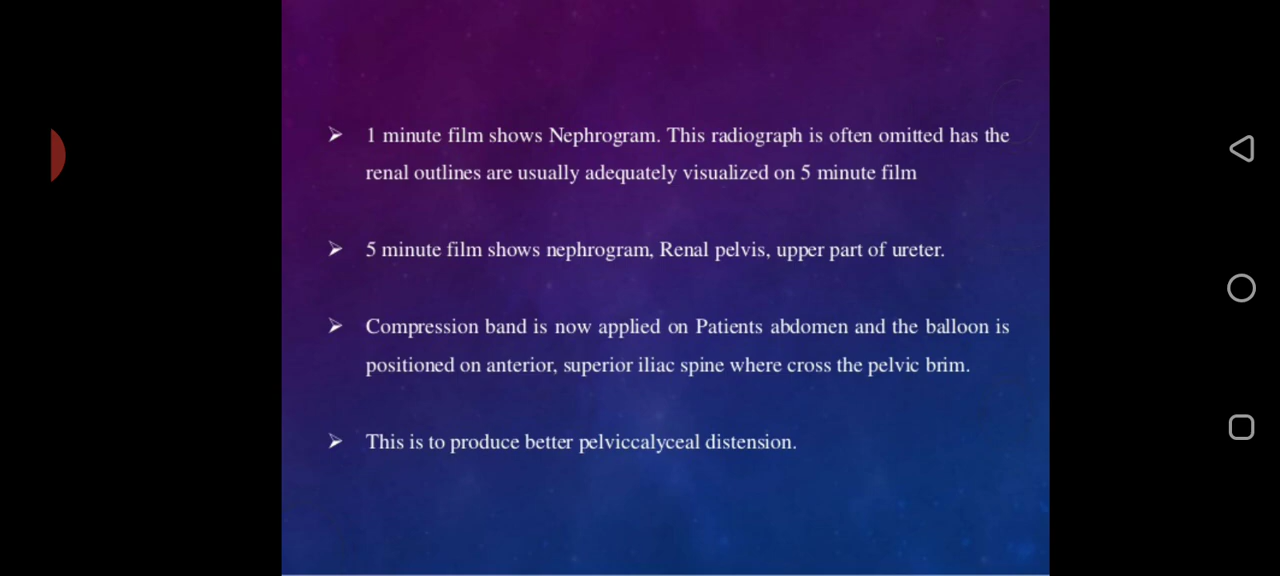 ➢ 1 minute film shows Nephrogram. This radiograph is often omitted has the
renal outlines are usually adequately visualized on 5 minute film
➢ 5 minute film shows nephrogram, Renal pelvis, upper part of ureter.
➢ Compression band is now applied on Patients abdomen and the balloon is
positioned on anterior, superior iliac spine where cross the pelvic brim.
➢ This is to produce better pelviccalyceal distension.